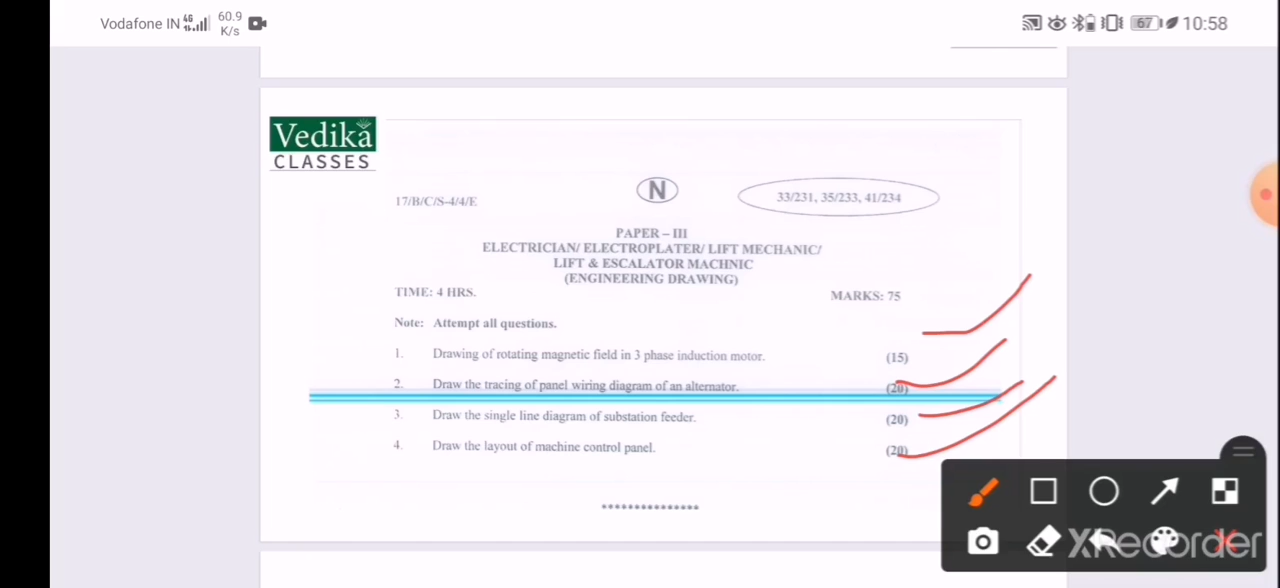 Vodafone IN 4G 60.9 K/s 67 10:58
Vedika
CLASSES
17/B/C/S-4/4/E
N
33/231, 35/233, 41/234
PAPER – III
ELECTRICIAN/ ELECTROPLATER/ LIFT MECHANIC/
LIFT & ESCALATOR MACHNIC
(ENGINEERING DRAWING)
TIME: 4 HRS. MARKS: 75
Note: Attempt all questions.
1. Drawing of rotating magnetic field in 3 phase induction motor. (15)
2. Draw the tracing of panel wiring diagram of an alternator. (20)
3. Draw the single line diagram of substation feeder. (20)
4. Draw the layout of machine control panel. (20)
***************
XRecorder